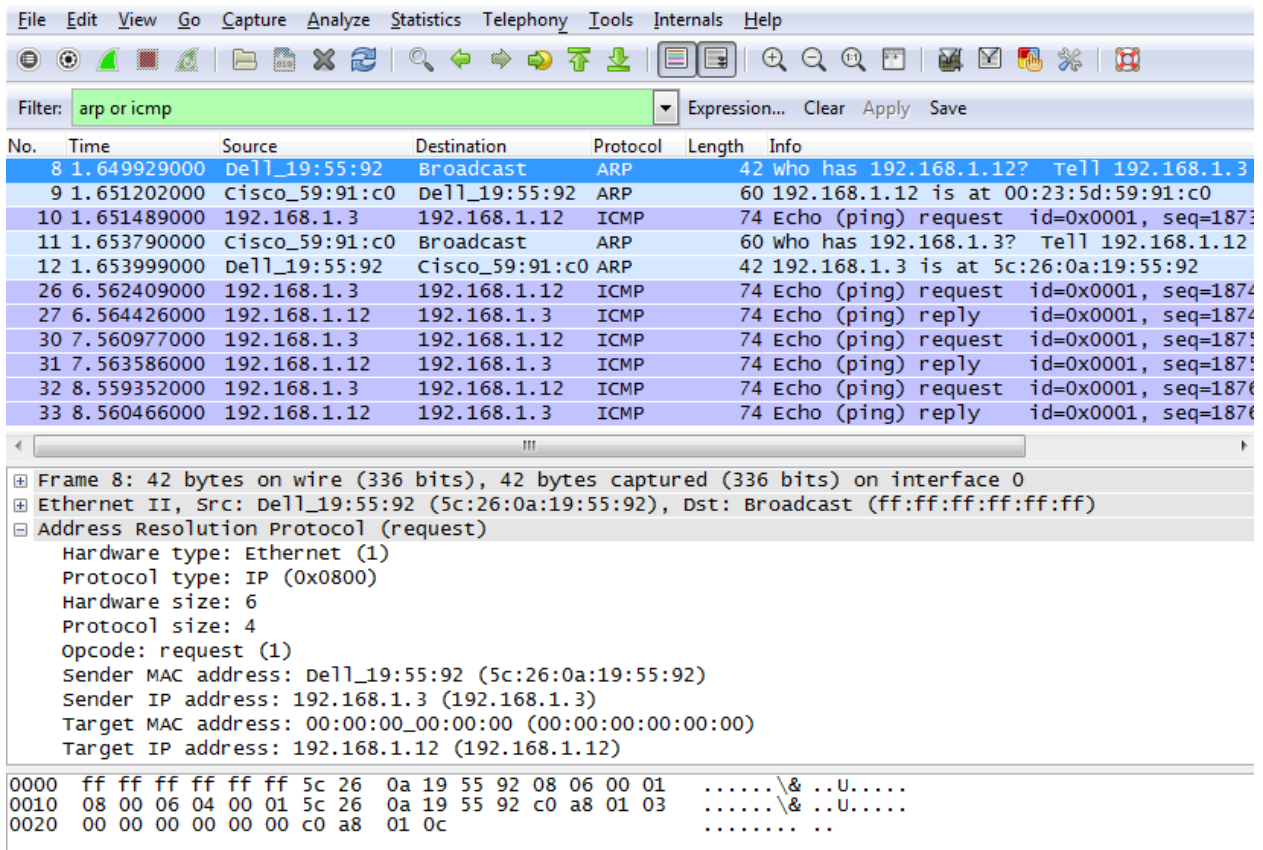 File Edit View Go Capture Analyze Statistics Telephony Tools Internals Help
Filter: arp or icmp Expression... Clear Apply Save
No. Time Source Destination Protocol Length Info
8 1.649929000 Dell_19:55:92 Broadcast ARP 42 Who has 192.168.1.12? Tell 192.168.1.3
9 1.651202000 Cisco_59:91:c0 Dell_19:55:92 ARP 60 192.168.1.12 is at 00:23:5d:59:91:c0
10 1.651489000 192.168.1.3 192.168.1.12 ICMP 74 Echo (ping) request id=0x0001, seq=1873
11 1.653790000 Cisco_59:91:c0 Broadcast ARP 60 Who has 192.168.1.3? Tell 192.168.1.12
12 1.653999000 Dell_19:55:92 Cisco_59:91:c0 ARP 42 192.168.1.3 is at 5c:26:0a:19:55:92
26 6.562409000 192.168.1.3 192.168.1.12 ICMP 74 Echo (ping) request id=0x0001, seq=1874
27 6.564426000 192.168.1.12 192.168.1.3 ICMP 74 Echo (ping) reply id=0x0001, seq=1874
30 7.560977000 192.168.1.3 192.168.1.12 ICMP 74 Echo (ping) request id=0x0001, seq=1875
31 7.563586000 192.168.1.12 192.168.1.3 ICMP 74 Echo (ping) reply id=0x0001, seq=1875
32 8.559352000 192.168.1.3 192.168.1.12 ICMP 74 Echo (ping) request id=0x0001, seq=1876
33 8.560466000 192.168.1.12 192.168.1.3 ICMP 74 Echo (ping) reply id=0x0001, seq=1876
Frame 8: 42 bytes on wire (336 bits), 42 bytes captured (336 bits) on interface 0
Ethernet II, Src: Dell_19:55:92 (5c:26:0a:19:55:92), Dst: Broadcast (ff:ff:ff:ff:ff:ff)
Address Resolution Protocol (request)
Hardware type: Ethernet (1)
Protocol type: IP (0x0800)
Hardware size: 6
Protocol size: 4
Opcode: request (1)
Sender MAC address: Dell_19:55:92 (5c:26:0a:19:55:92)
Sender IP address: 192.168.1.3 (192.168.1.3)
Target MAC address: 00:00:00_00:00:00 (00:00:00:00:00:00)
Target IP address: 192.168.1.12 (192.168.1.12)
0000 ff ff ff ff ff ff 5c 26 0a 19 55 92 08 06 00 01 ......\& ..U.....
0010 08 00 06 04 00 01 5c 26 0a 19 55 92 c0 a8 01 03 ......\& ..U.....
0020 00 00 00 00 00 00 c0 a8 01 0c ........ ..